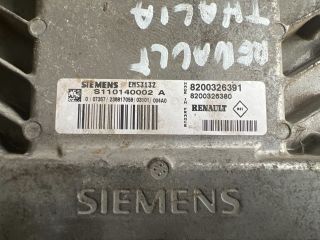 THALIA
RENAULT
SIEMENS EMS3132
S110140002 A
8200326391
8200326380
RENAULT
SIEMENS